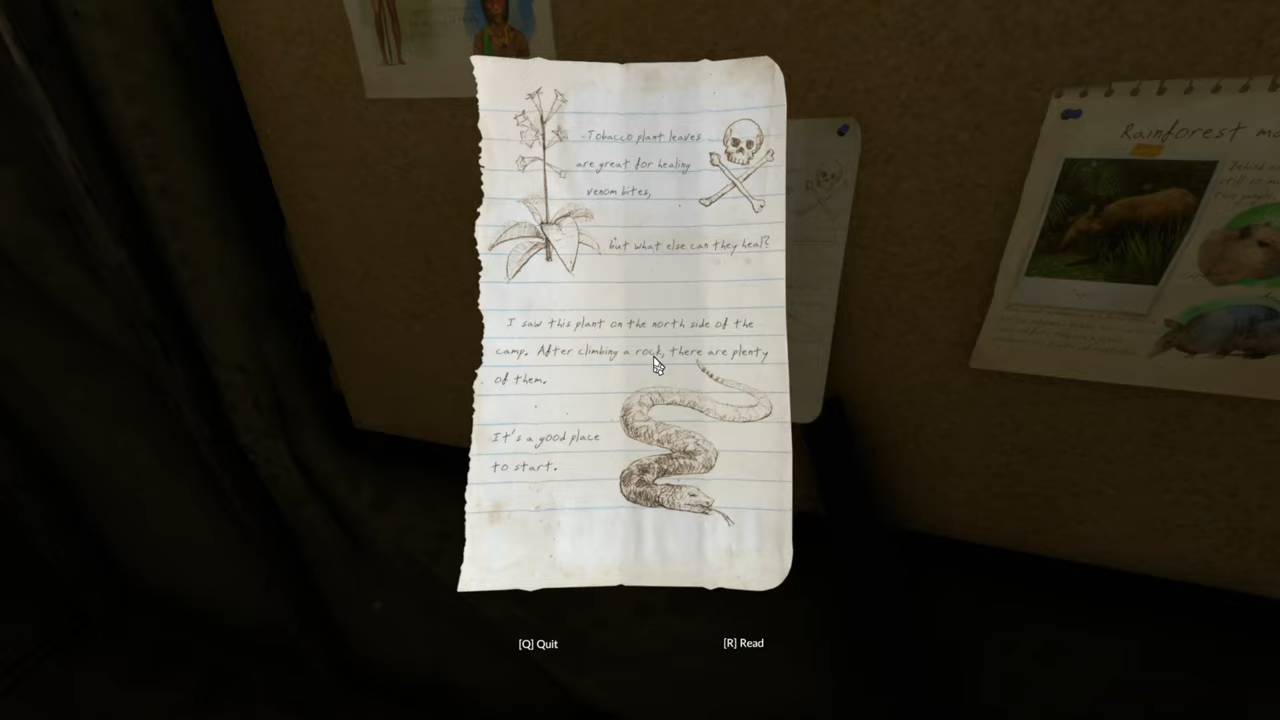 -Tobacco plant leaves
are great for healing
venom bites,
but what else can they heal?
I saw this plant on the north side of the
camp. After climbing a rock, there are plenty
of them.
It's a good place
to start.
Rainforest
[Q] Quit
[R] Read